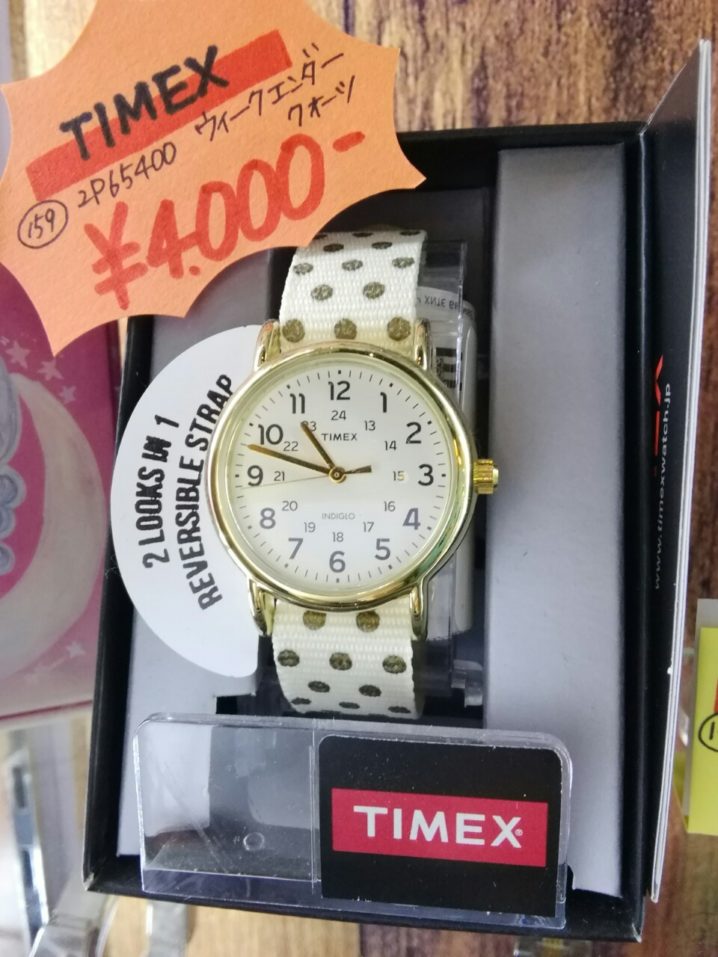 TIMEX
2P65400 ウィークエンダー
クオーツ
159
¥4.000-
2 LOOKS IN 1
REVERSIBLE STRAP
12
1
2
3
4
5
6
7
8
9
10
11
24
13
14
15
16
17
18
19
20
21
22
23
TIMEX
INDIGLO
www.timexwatch.jp
TIMEX